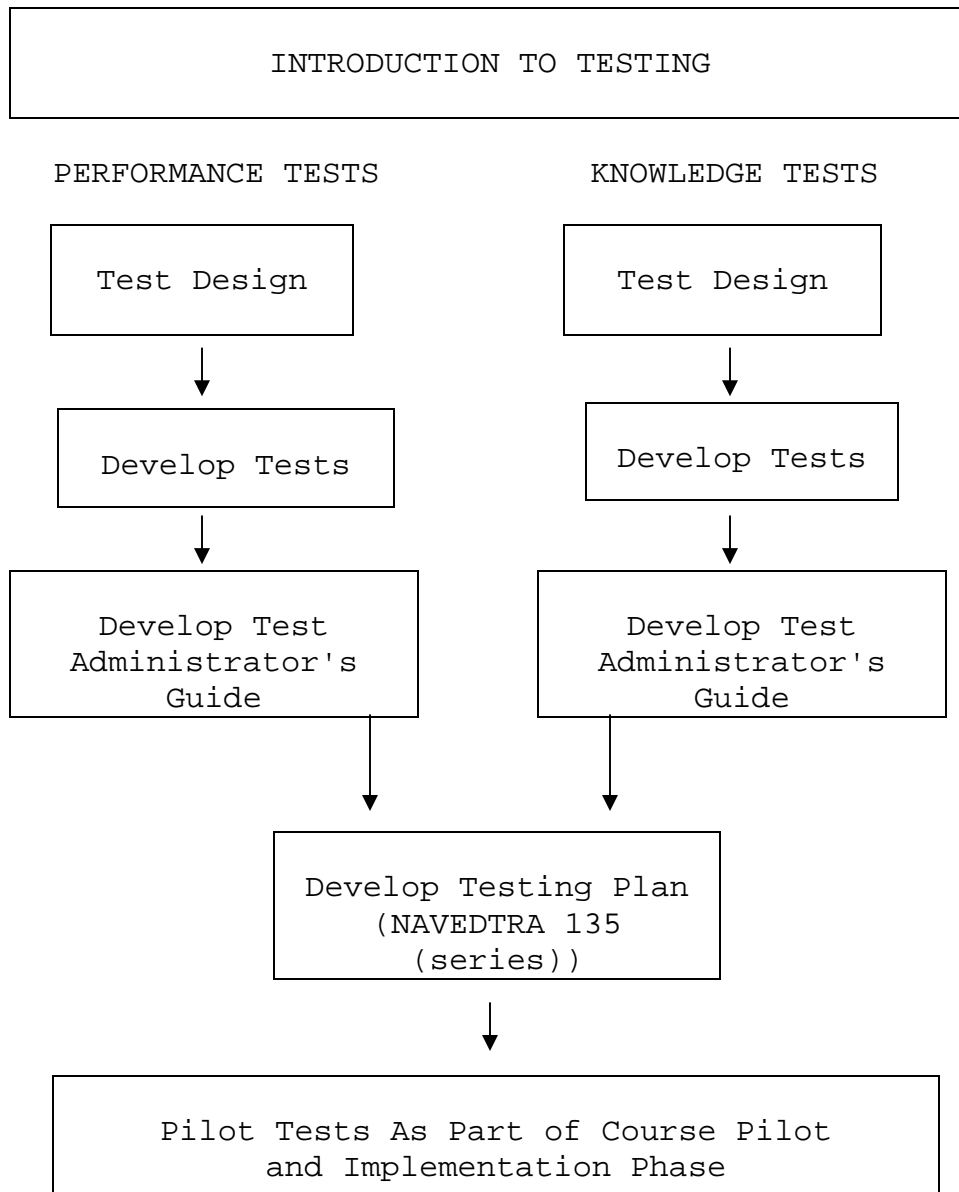 INTRODUCTION TO TESTING
PERFORMANCE TESTS
KNOWLEDGE TESTS
Test Design
Test Design
Develop Tests
Develop Tests
Develop Test
Administrator's
Guide
Develop Test
Administrator's
Guide
Develop Testing Plan
(NAVEDTRA 135
(series))
Pilot Tests As Part of Course Pilot
and Implementation Phase